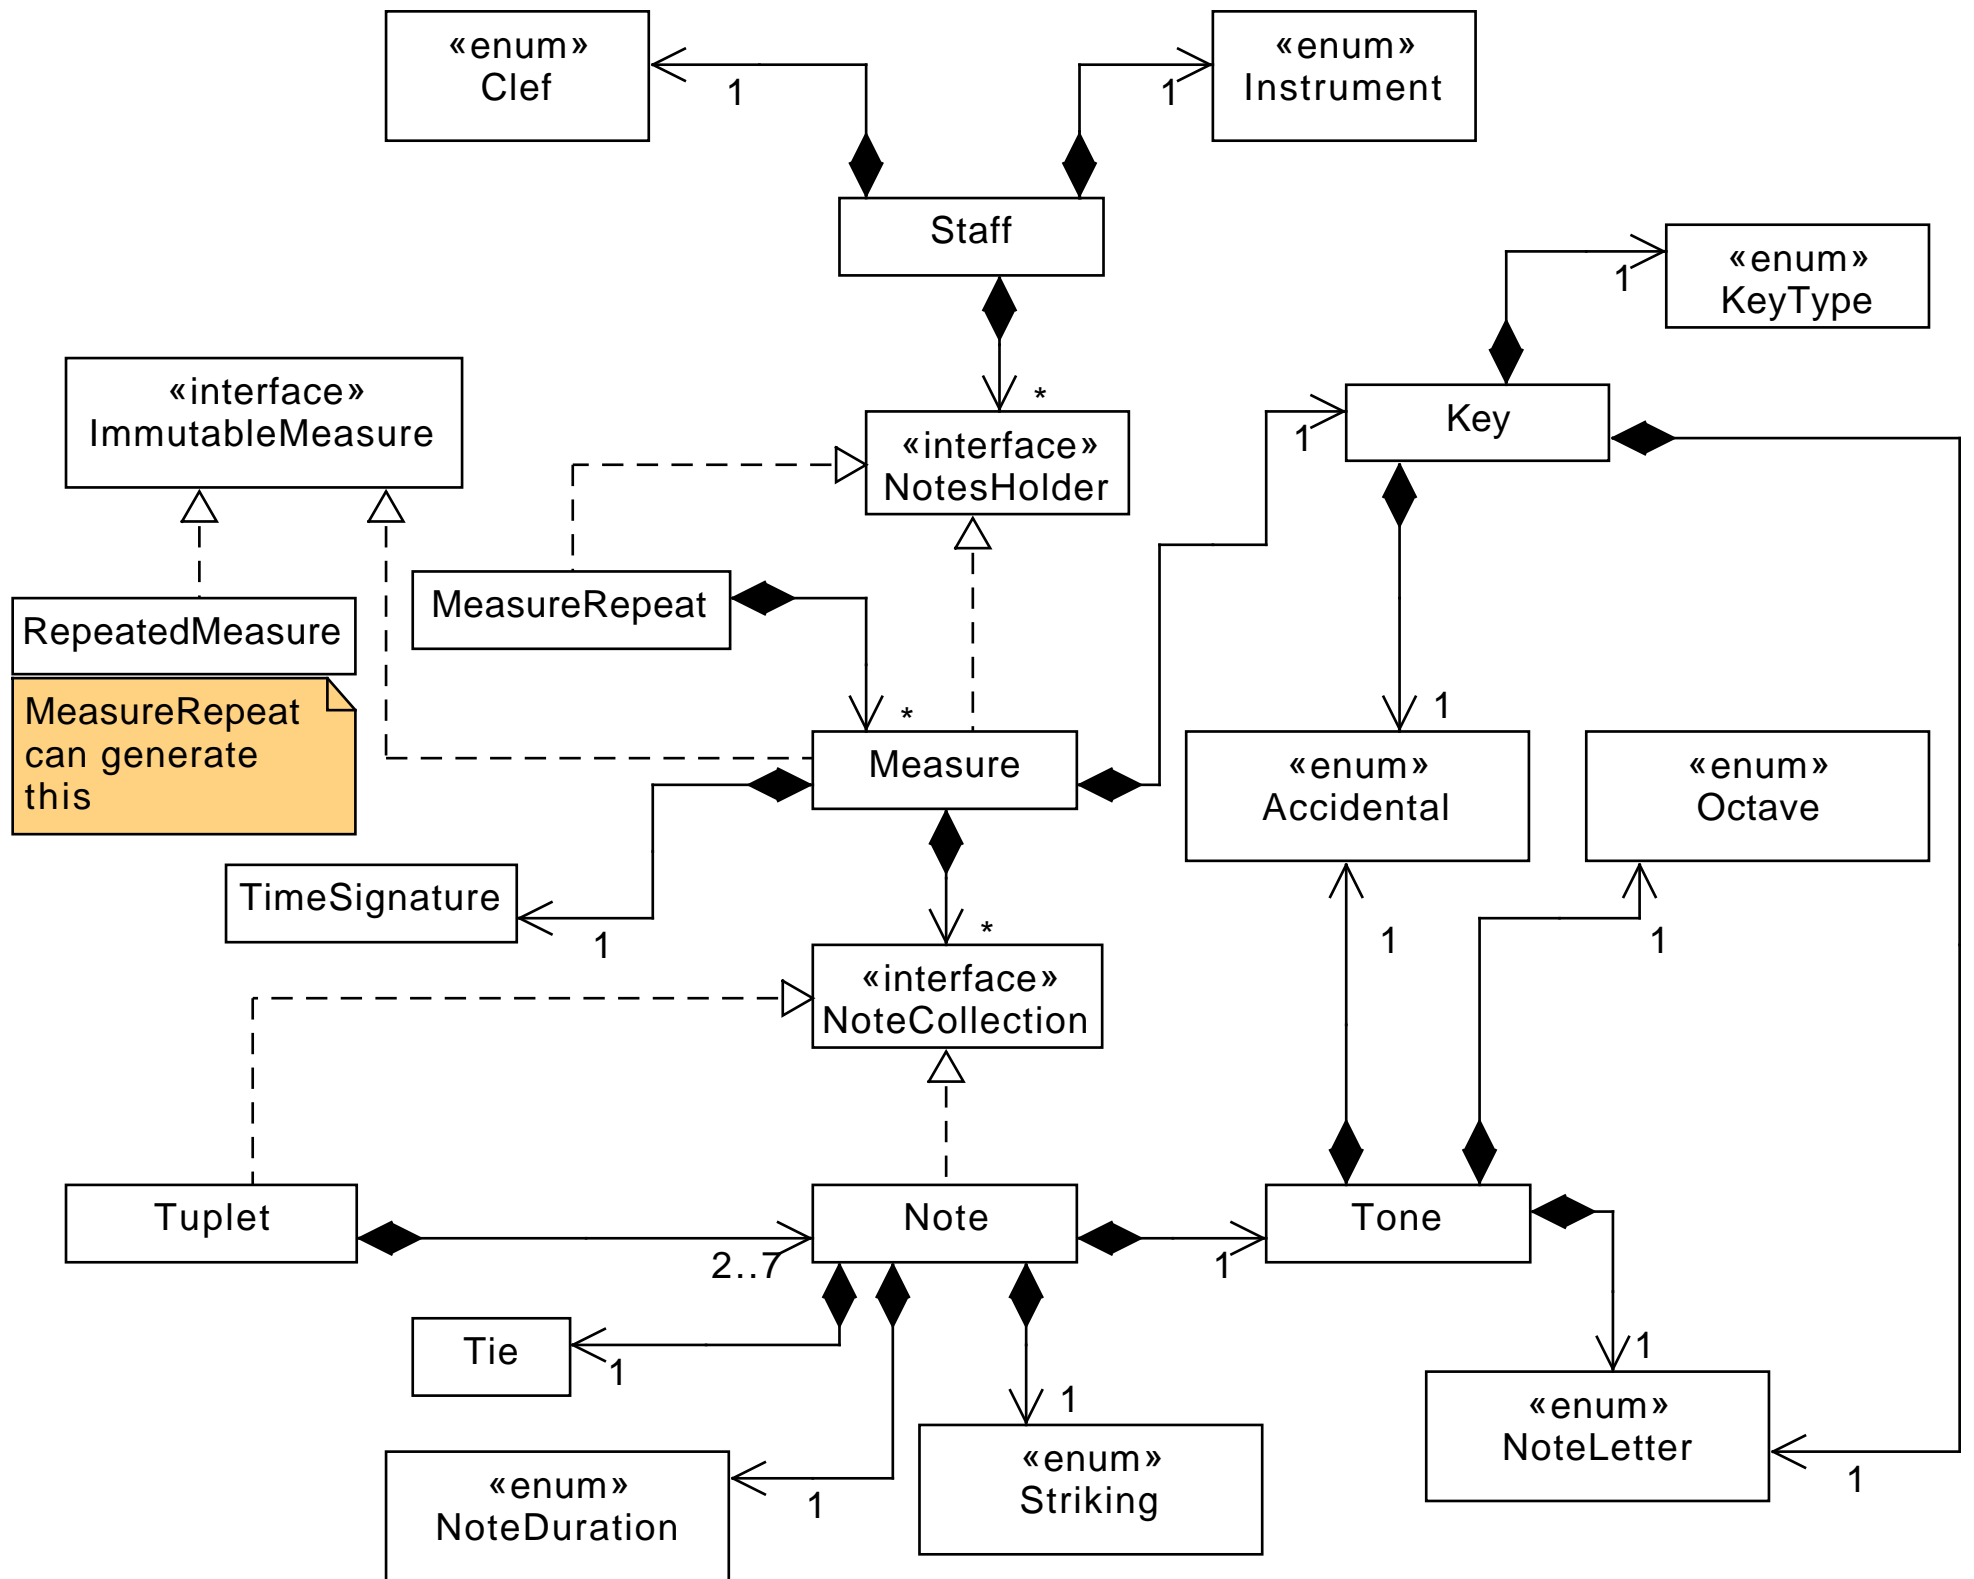 «enum»
Clef
1
«enum»
Instrument
1
Staff
«enum»
KeyType
1
*
«interface»
ImmutableMeasure
«interface»
NotesHolder
Key
1
RepeatedMeasure
MeasureRepeat
MeasureRepeat
can generate
this
*
Measure
1
«enum»
Accidental
«enum»
Octave
TimeSignature
1
*
1
1
«interface»
NoteCollection
Tuplet
2..7
Note
1
Tone
Tie
1
1
1
«enum»
NoteLetter
1
«enum»
NoteDuration
1
«enum»
Striking